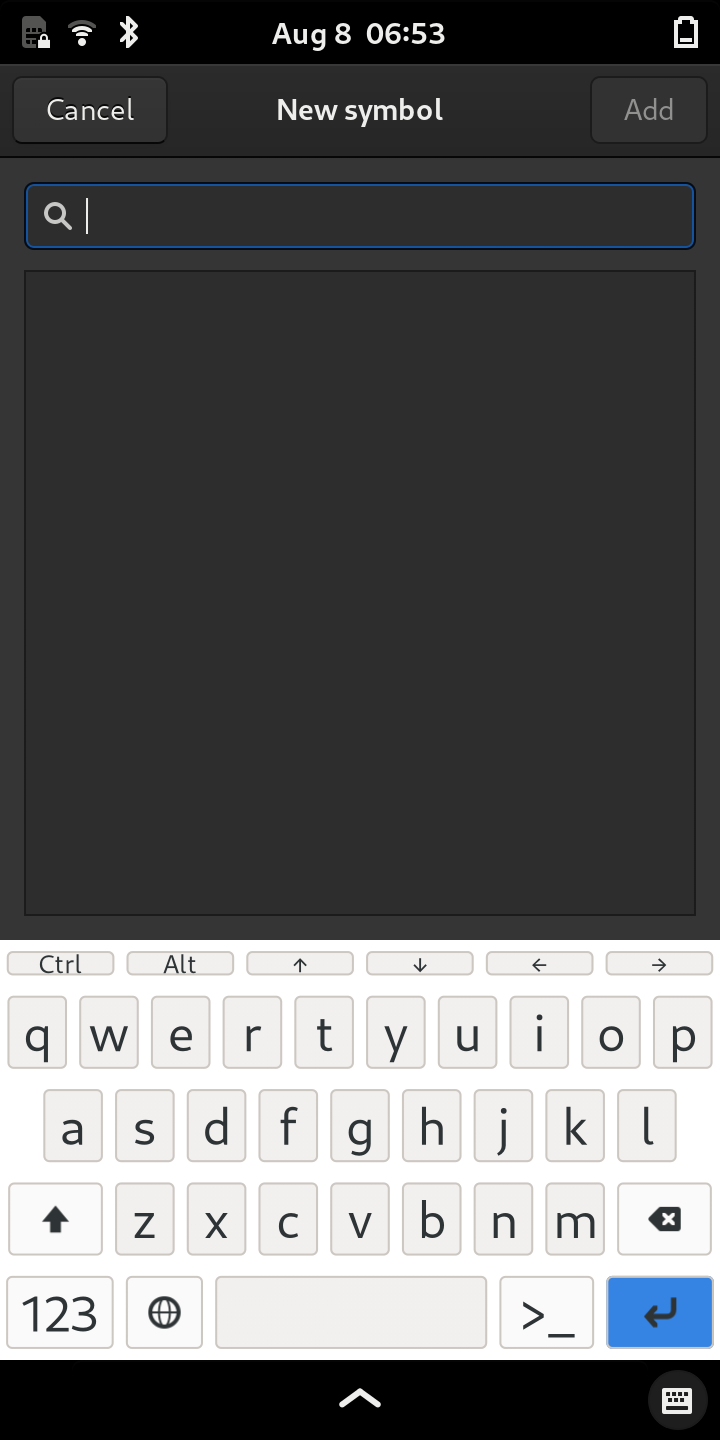 Aug 8 06:53
Cancel New symbol Add
Ctrl Alt ↑ ↓ ← →
q w e r t y u i o p
a s d f g h j k l
z x c v b n m
123 >_